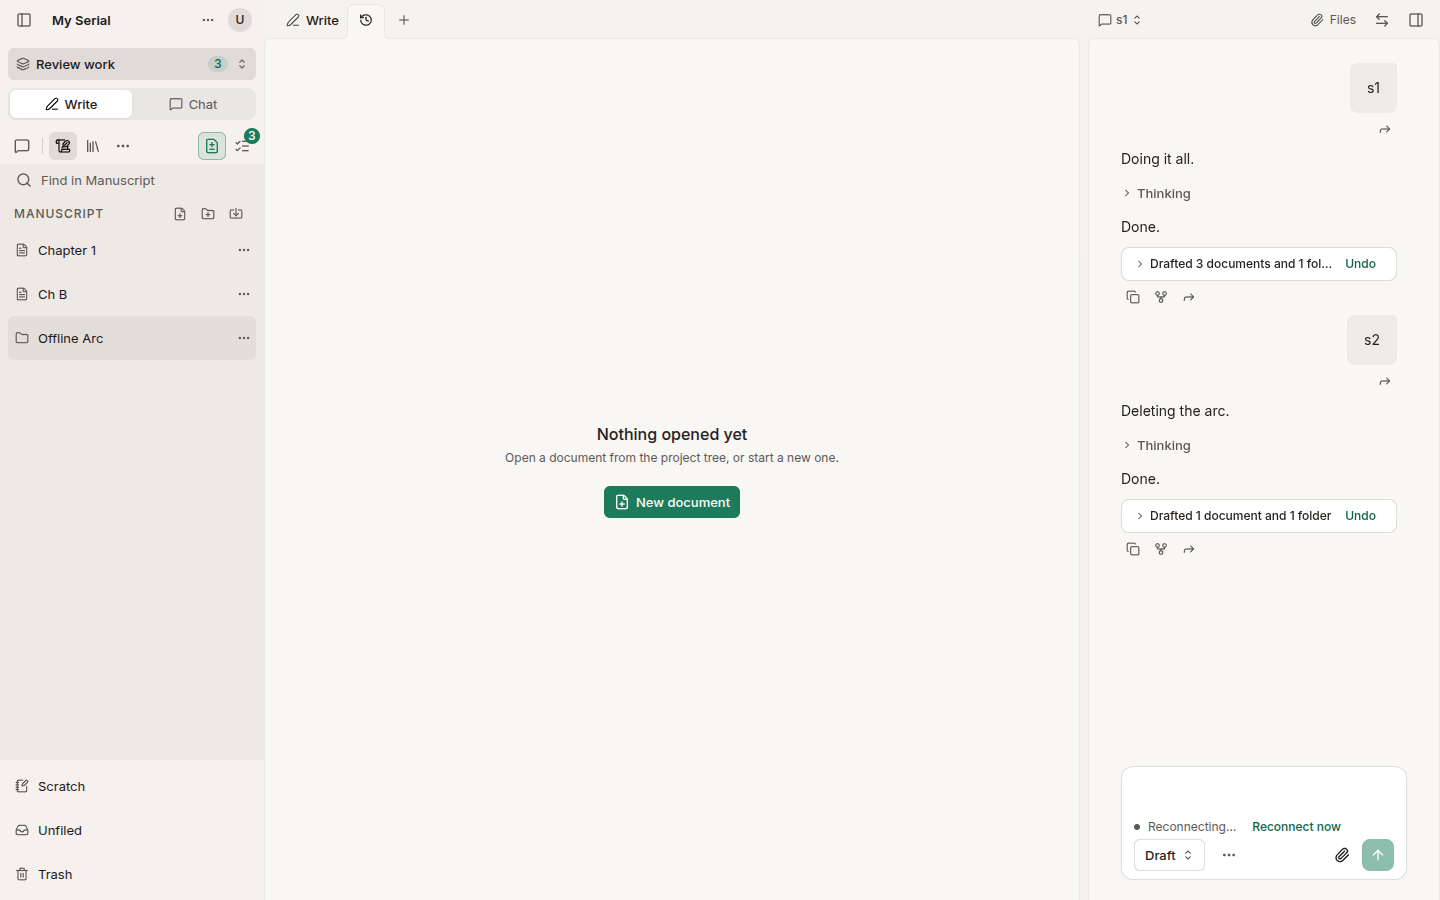 My Serial
U
Review work
3
Write
Chat
3
Find in Manuscript
MANUSCRIPT
Chapter 1
Ch B
Offline Arc
Scratch
Unfiled
Trash
Write
Nothing opened yet
Open a document from the project tree, or start a new one.
New document
s1
Files
s1
Doing it all.
Thinking
Done.
Drafted 3 documents and 1 fol...
Undo
s2
Deleting the arc.
Thinking
Done.
Drafted 1 document and 1 folder
Undo
Reconnecting...
Reconnect now
Draft